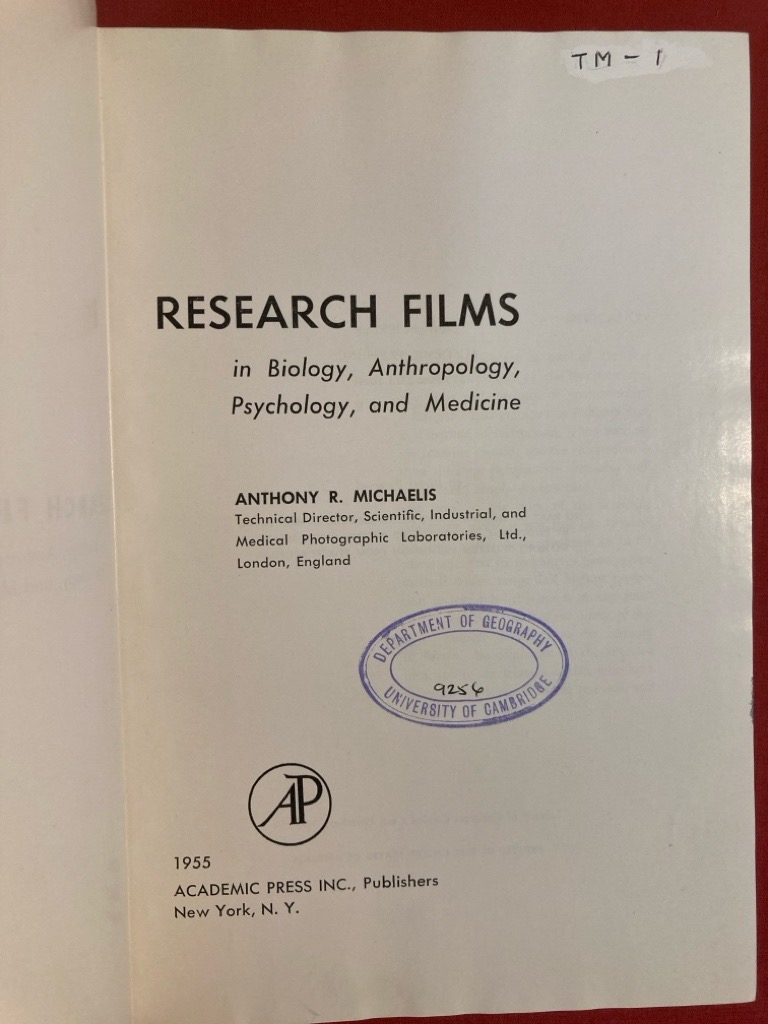 TM - 1
RESEARCH FILMS
in Biology, Anthropology,
Psychology, and Medicine
ANTHONY R. MICHAELIS
Technical Director, Scientific, Industrial, and
Medical Photographic Laboratories, Ltd.,
London, England
DEPARTMENT OF GEOGRAPHY
9256
UNIVERSITY OF CAMBRIDGE
AP
1955
ACADEMIC PRESS INC., Publishers
New York, N. Y.